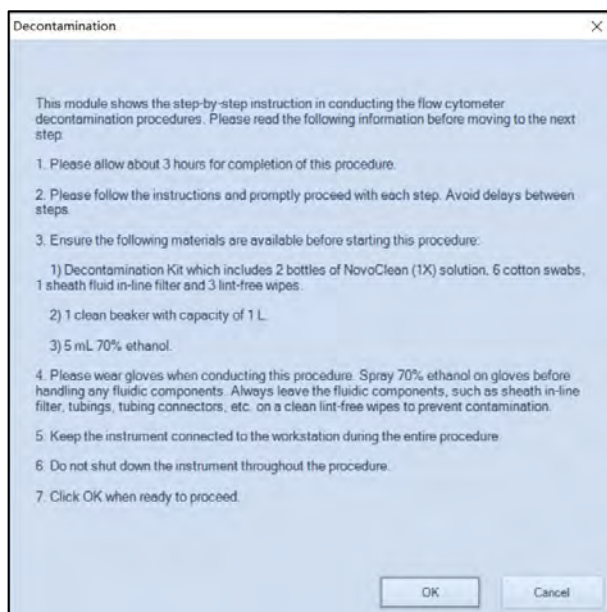 Decontamination
This module shows the step-by-step instruction in conducting the flow cytometer
decontamination procedures. Please read the following information before moving to the next
step.
1. Please allow about 3 hours for completion of this procedure.
2. Please follow the instructions and promptly proceed with each step. Avoid delays between
steps.
3. Ensure the following materials are available before starting this procedure:
1) Decontamination Kit which includes 2 bottles of NovoClean (1X) solution, 6 cotton swabs,
1 sheath fluid in-line filter and 3 lint-free wipes.
2) 1 clean beaker with capacity of 1 L.
3) 5 mL 70% ethanol.
4. Please wear gloves when conducting this procedure. Spray 70% ethanol on gloves before
handling any fluidic components. Always leave the fluidic components, such as sheath in-line
filter, tubings, tubing connectors, etc. on a clean lint-free wipes to prevent contamination.
5. Keep the instrument connected to the workstation during the entire procedure.
6. Do not shut down the instrument throughout the procedure.
7. Click OK when ready to proceed.
OK Cancel